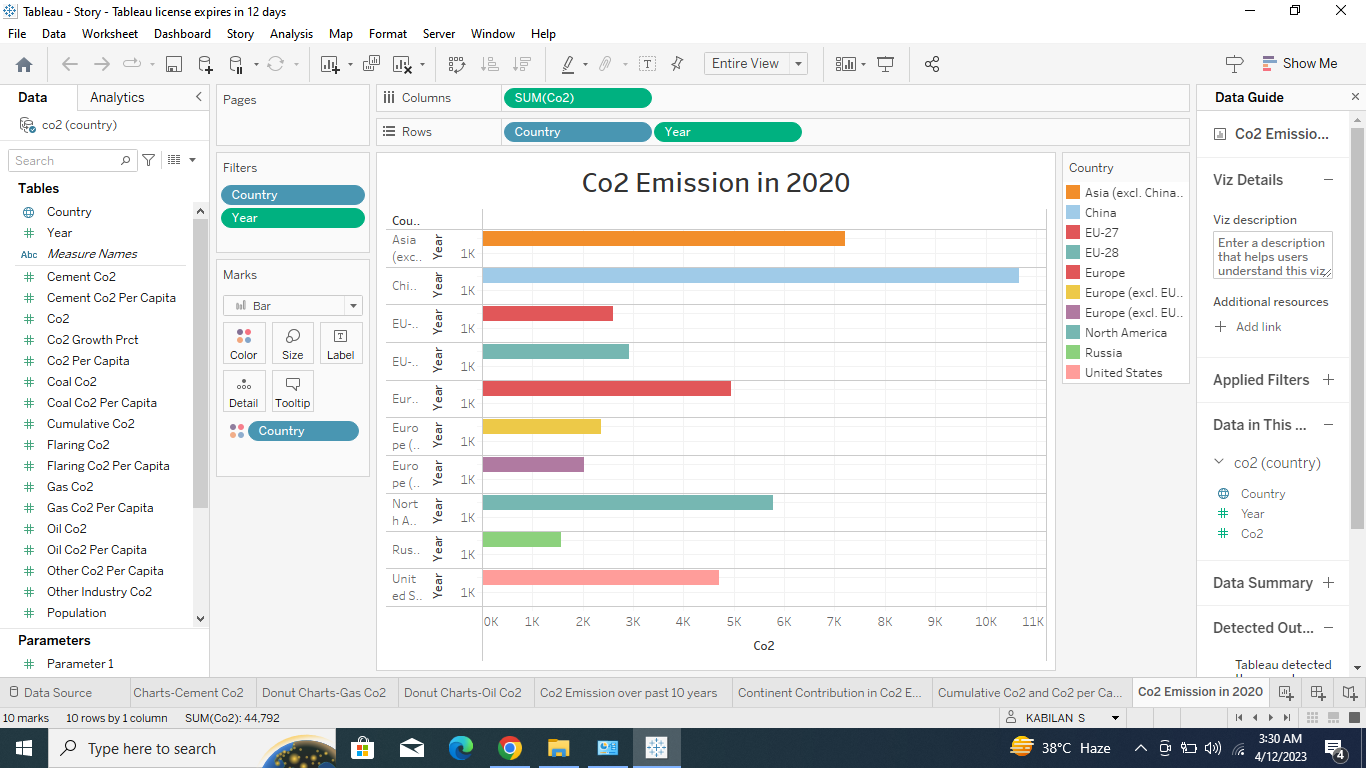 Tableau - Story - Tableau license expires in 12 days
File Data Worksheet Dashboard Story Analysis Map Format Server Window Help
Entire View
Show Me
Data Analytics
co2 (country)
Search
Tables
Country
Year
Abc Measure Names
Cement Co2
Cement Co2 Per Capita
Co2
Co2 Growth Prct
Co2 Per Capita
Coal Co2
Coal Co2 Per Capita
Cumulative Co2
Flaring Co2
Flaring Co2 Per Capita
Gas Co2
Gas Co2 Per Capita
Oil Co2
Oil Co2 Per Capita
Other Co2 Per Capita
Other Industry Co2
Population
Parameters
Parameter 1
Pages
Filters
Country
Year
Marks
Bar
Color Size Label
Detail Tooltip
Country
Columns SUM(Co2)
Rows Country Year
Co2 Emission in 2020
Cou..
Asia (exc.. Year 1K
Chi.. Year 1K
EU-.. Year 1K
EU-.. Year 1K
Eur.. Year 1K
Euro pe (.. Year 1K
Euro pe (.. Year 1K
Nort h A.. Year 1K
Rus.. Year 1K
Unit ed S.. Year 1K
0K 1K 2K 3K 4K 5K 6K 7K 8K 9K 10K 11K
Co2
Country
Asia (excl. China..
China
EU-27
EU-28
Europe
Europe (excl. EU..
Europe (excl. EU..
North America
Russia
United States
Data Guide
Co2 Emissio...
Viz Details
Viz description
Enter a description
that helps users
understand this viz
Additional resources
Add link
Applied Filters
Data in This ...
co2 (country)
Country
Year
Co2
Data Summary
Detected Out...
Tableau detected
Data Source Charts-Cement Co2 Donut Charts-Gas Co2 Donut Charts-Oil Co2 Co2 Emission over past 10 years Continent Contribution in Co2 E... Cumulative Co2 and Co2 per Ca... Co2 Emission in 2020
10 marks 10 rows by 1 column SUM(Co2): 44,792
KABILAN S
Type here to search
38°C Haze
3:30 AM
4/12/2023
4